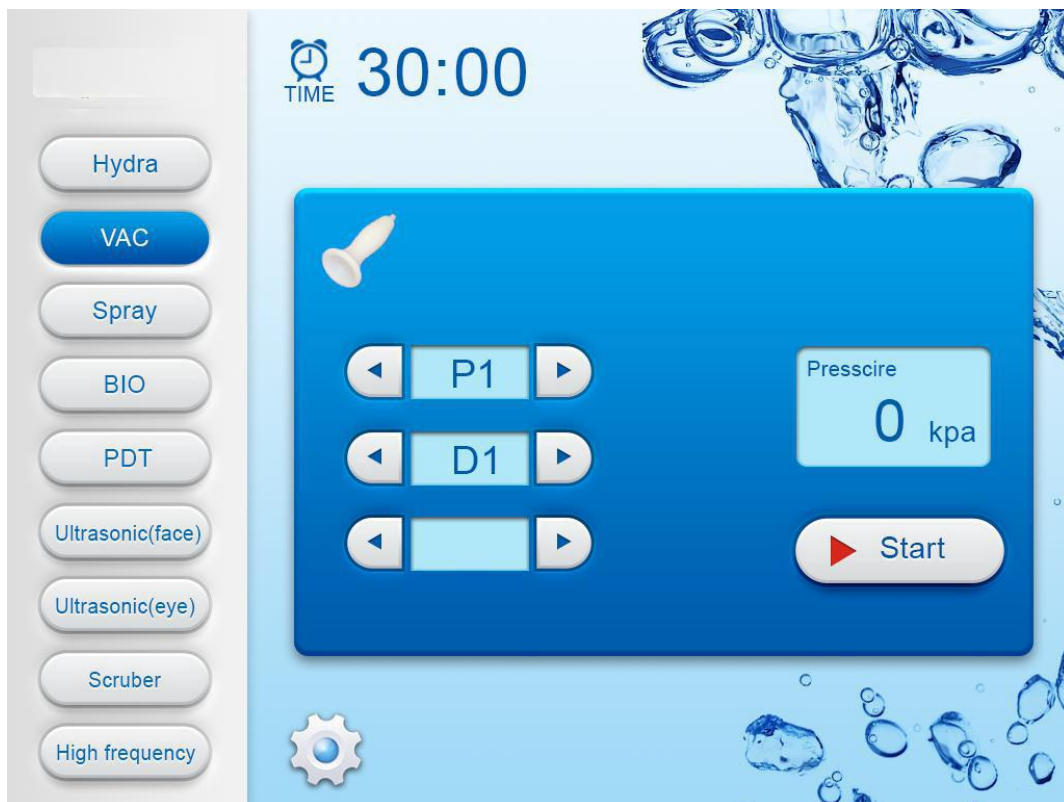 TIME 30:00
Hydra
VAC
Spray
BIO
PDT
Ultrasonic(face)
Ultrasonic(eye)
Scruber
High frequency
P1
D1
Presscire
0 kpa
Start